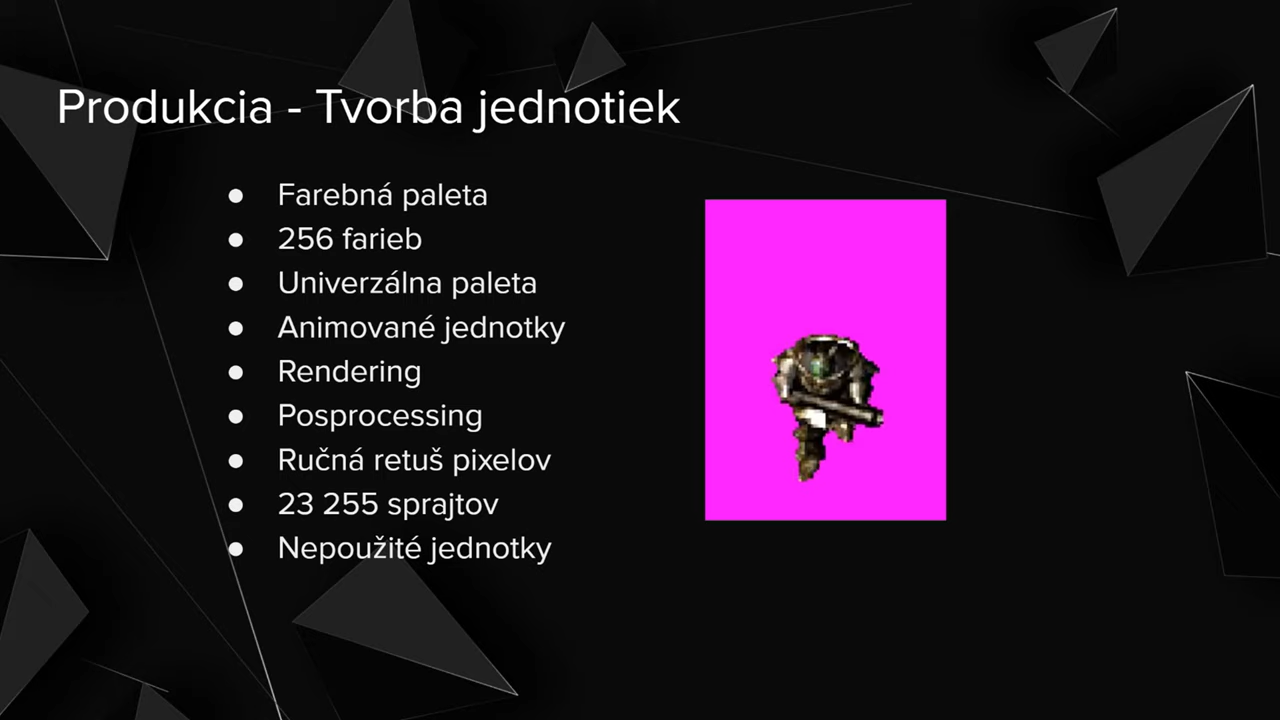 Produkcia - Tvorba jednotiek
● Farebná paleta
● 256 farieb
● Univerzálna paleta
● Animované jednotky
● Rendering
● Posprocessing
● Ručná retuš pixelov
● 23 255 sprajtov
● Nepoužité jednotky